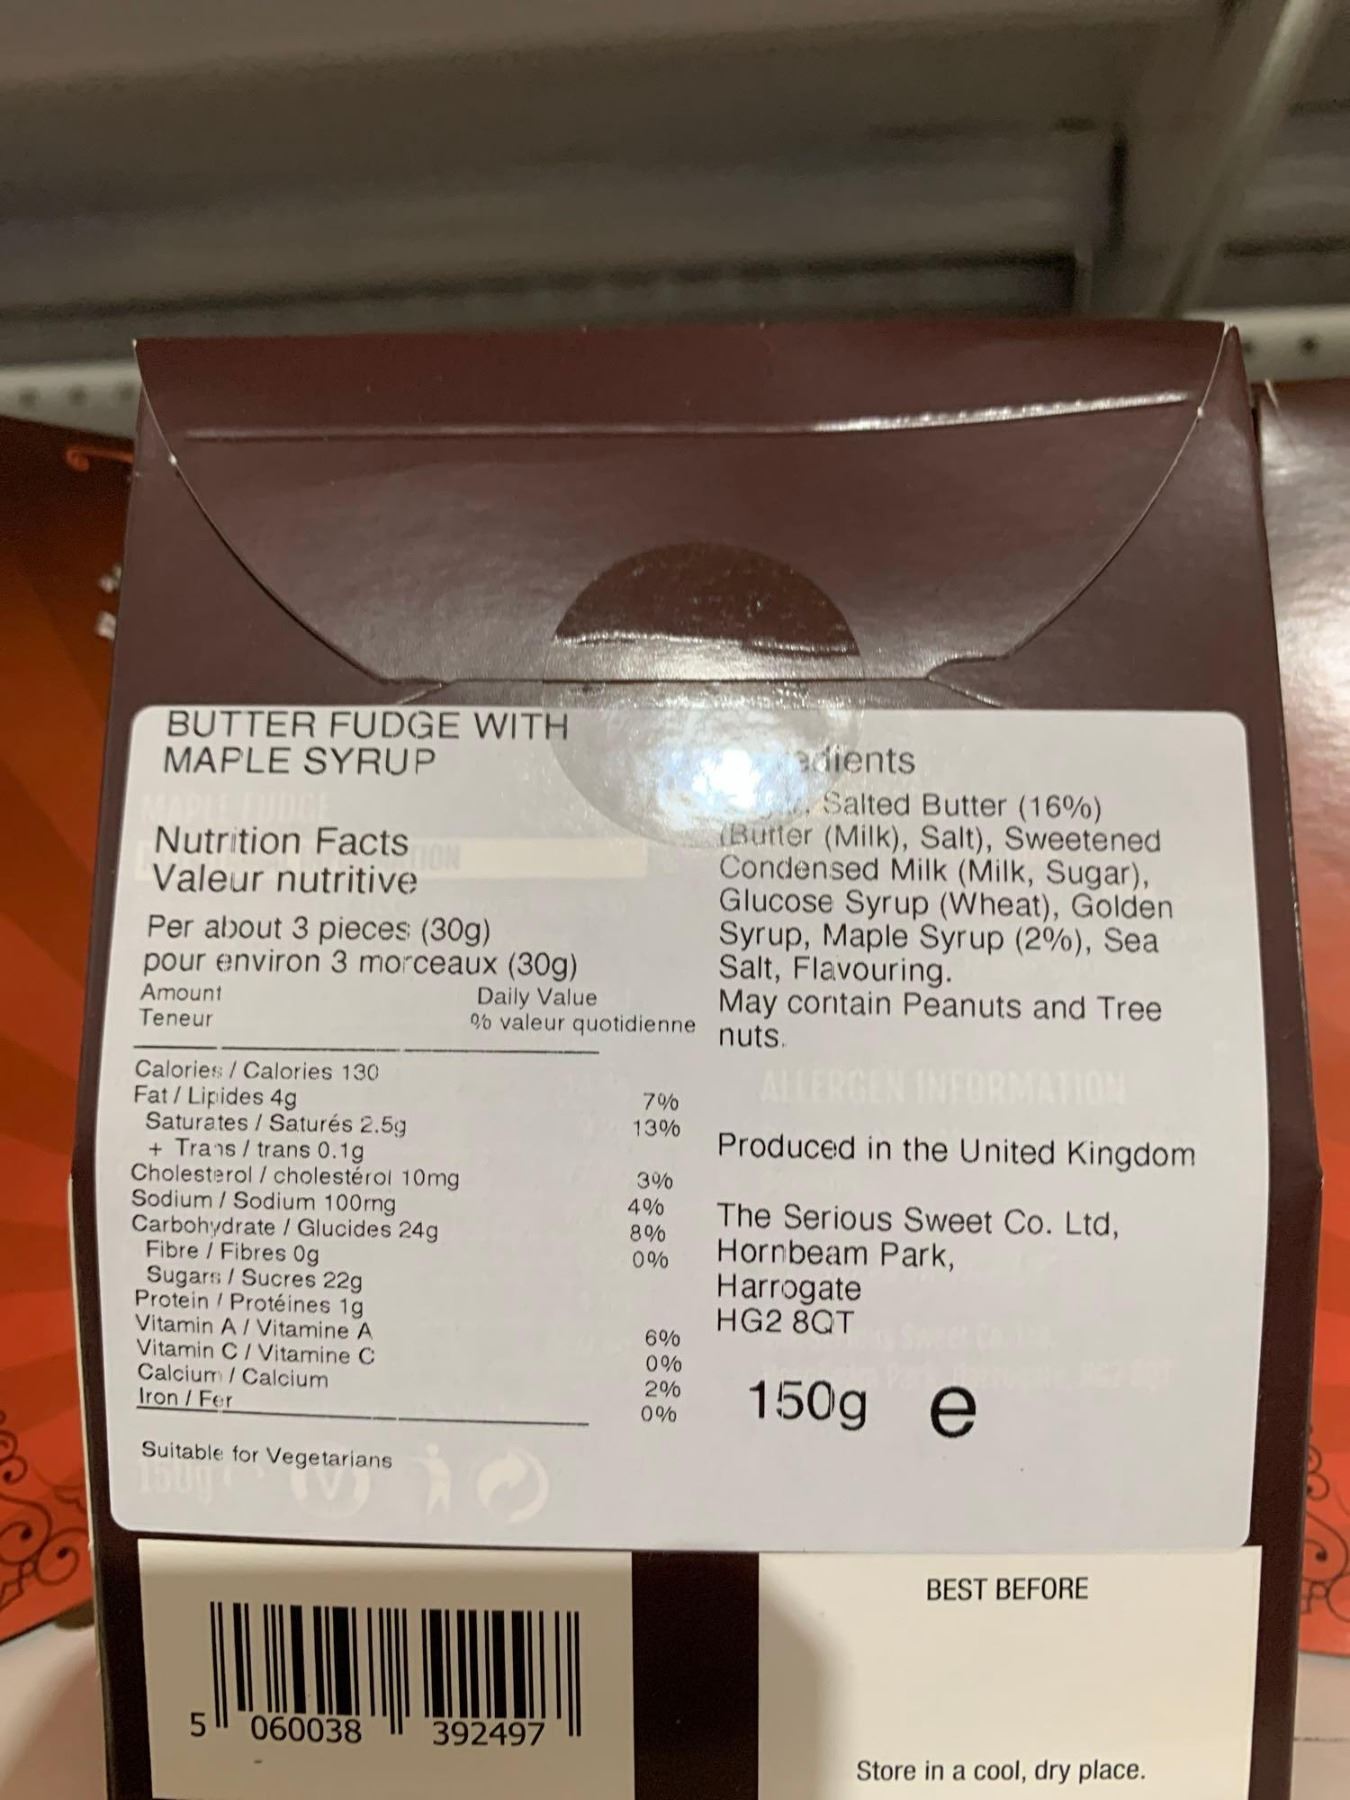 BUTTER FUDGE WITH
MAPLE SYRUP
Nutrition Facts
Valeur nutritive
Per about 3 pieces (30g)
pour environ 3 morceaux (30g)
Amount Daily Value
Teneur % valeur quotidienne
Calories / Calories 130
Fat / Lipides 4g 7%
Saturates / Saturés 2.5g 13%
+ Trans / trans 0.1g
Cholesterol / cholestérol 10mg 3%
Sodium / Sodium 100mg 4%
Carbohydrate / Glucides 24g 8%
Fibre / Fibres 0g 0%
Sugars / Sucres 22g
Protein / Protéines 1g
Vitamin A / Vitamine A 6%
Vitamin C / Vitamine C 0%
Calcium / Calcium 2%
Iron / Fer 0%
Suitable for Vegetarians
Salted Butter (16%)
(Butter (Milk), Salt), Sweetened
Condensed Milk (Milk, Sugar),
Glucose Syrup (Wheat), Golden
Syrup, Maple Syrup (2%), Sea
Salt, Flavouring.
May contain Peanuts and Tree
nuts.
ALLERGEN INFORMATION
Produced in the United Kingdom
The Serious Sweet Co. Ltd,
Hornbeam Park,
Harrogate
HG2 8QT
150g e
MAPLE FUDGE
150g
5 060038 392497
BEST BEFORE
Store in a cool, dry place.